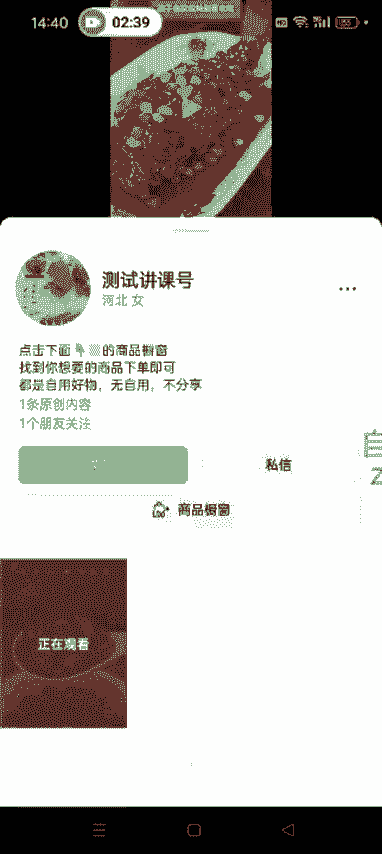 14:40
02:39
测试讲课号
河北 女
点击下面的商品橱窗
找到你想要的商品下单即可
都是自用好物，无自用，不分享
1条原创内容
1个朋友关注
私信
商品橱窗
正在观看